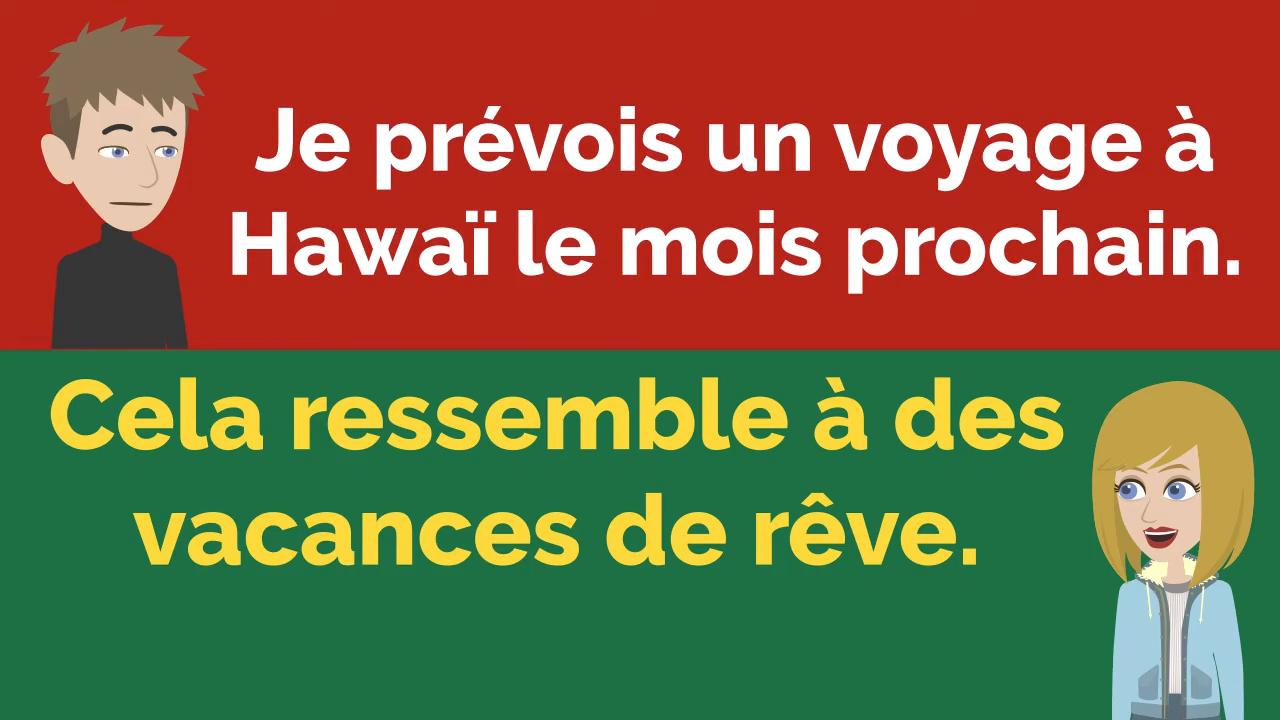 Je prévois un voyage à
Hawaï le mois prochain.
Cela ressemble à des
vacances de rêve.